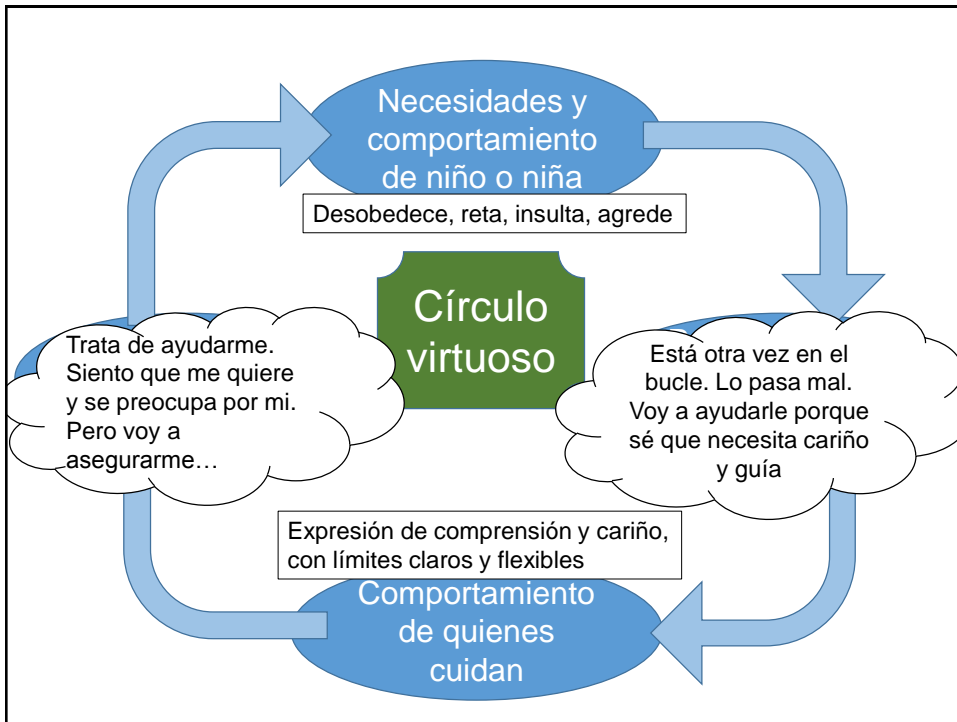 Necesidades y
comportamiento
de niño o niña
Desobedece, reta, insulta, agrede
Círculo
virtuoso
Trata de ayudarme.
Siento que me quiere
y se preocupa por mi.
Pero voy a
asegurarme…
Está otra vez en el
bucle. Lo pasa mal.
Voy a ayudarle porque
sé que necesita cariño
y guía
Expresión de comprensión y cariño,
con límites claros y flexibles
Comportamiento
de quienes
cuidan